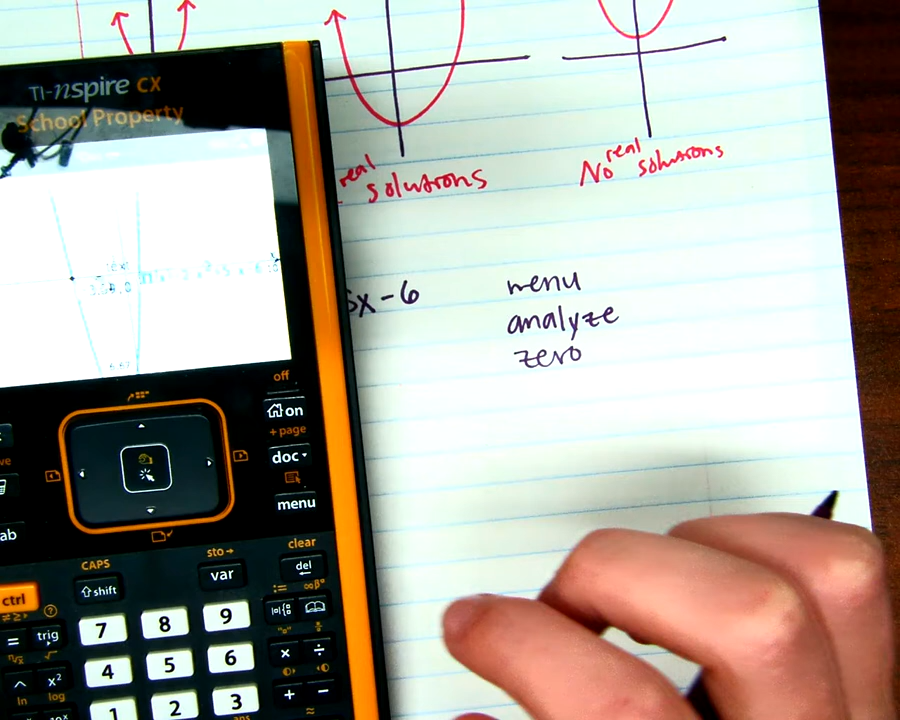 TI-nspire CX
School Property
real
solutions
No real solutions
5x-6
menu
analyze
zero
off
on
+ page
doc
menu
CAPS
sto→
clear
ctrl
shift
var
del
=
trig
7
8
9
x²
4
5
6
×
÷
ln
log
1
2
3
+
−